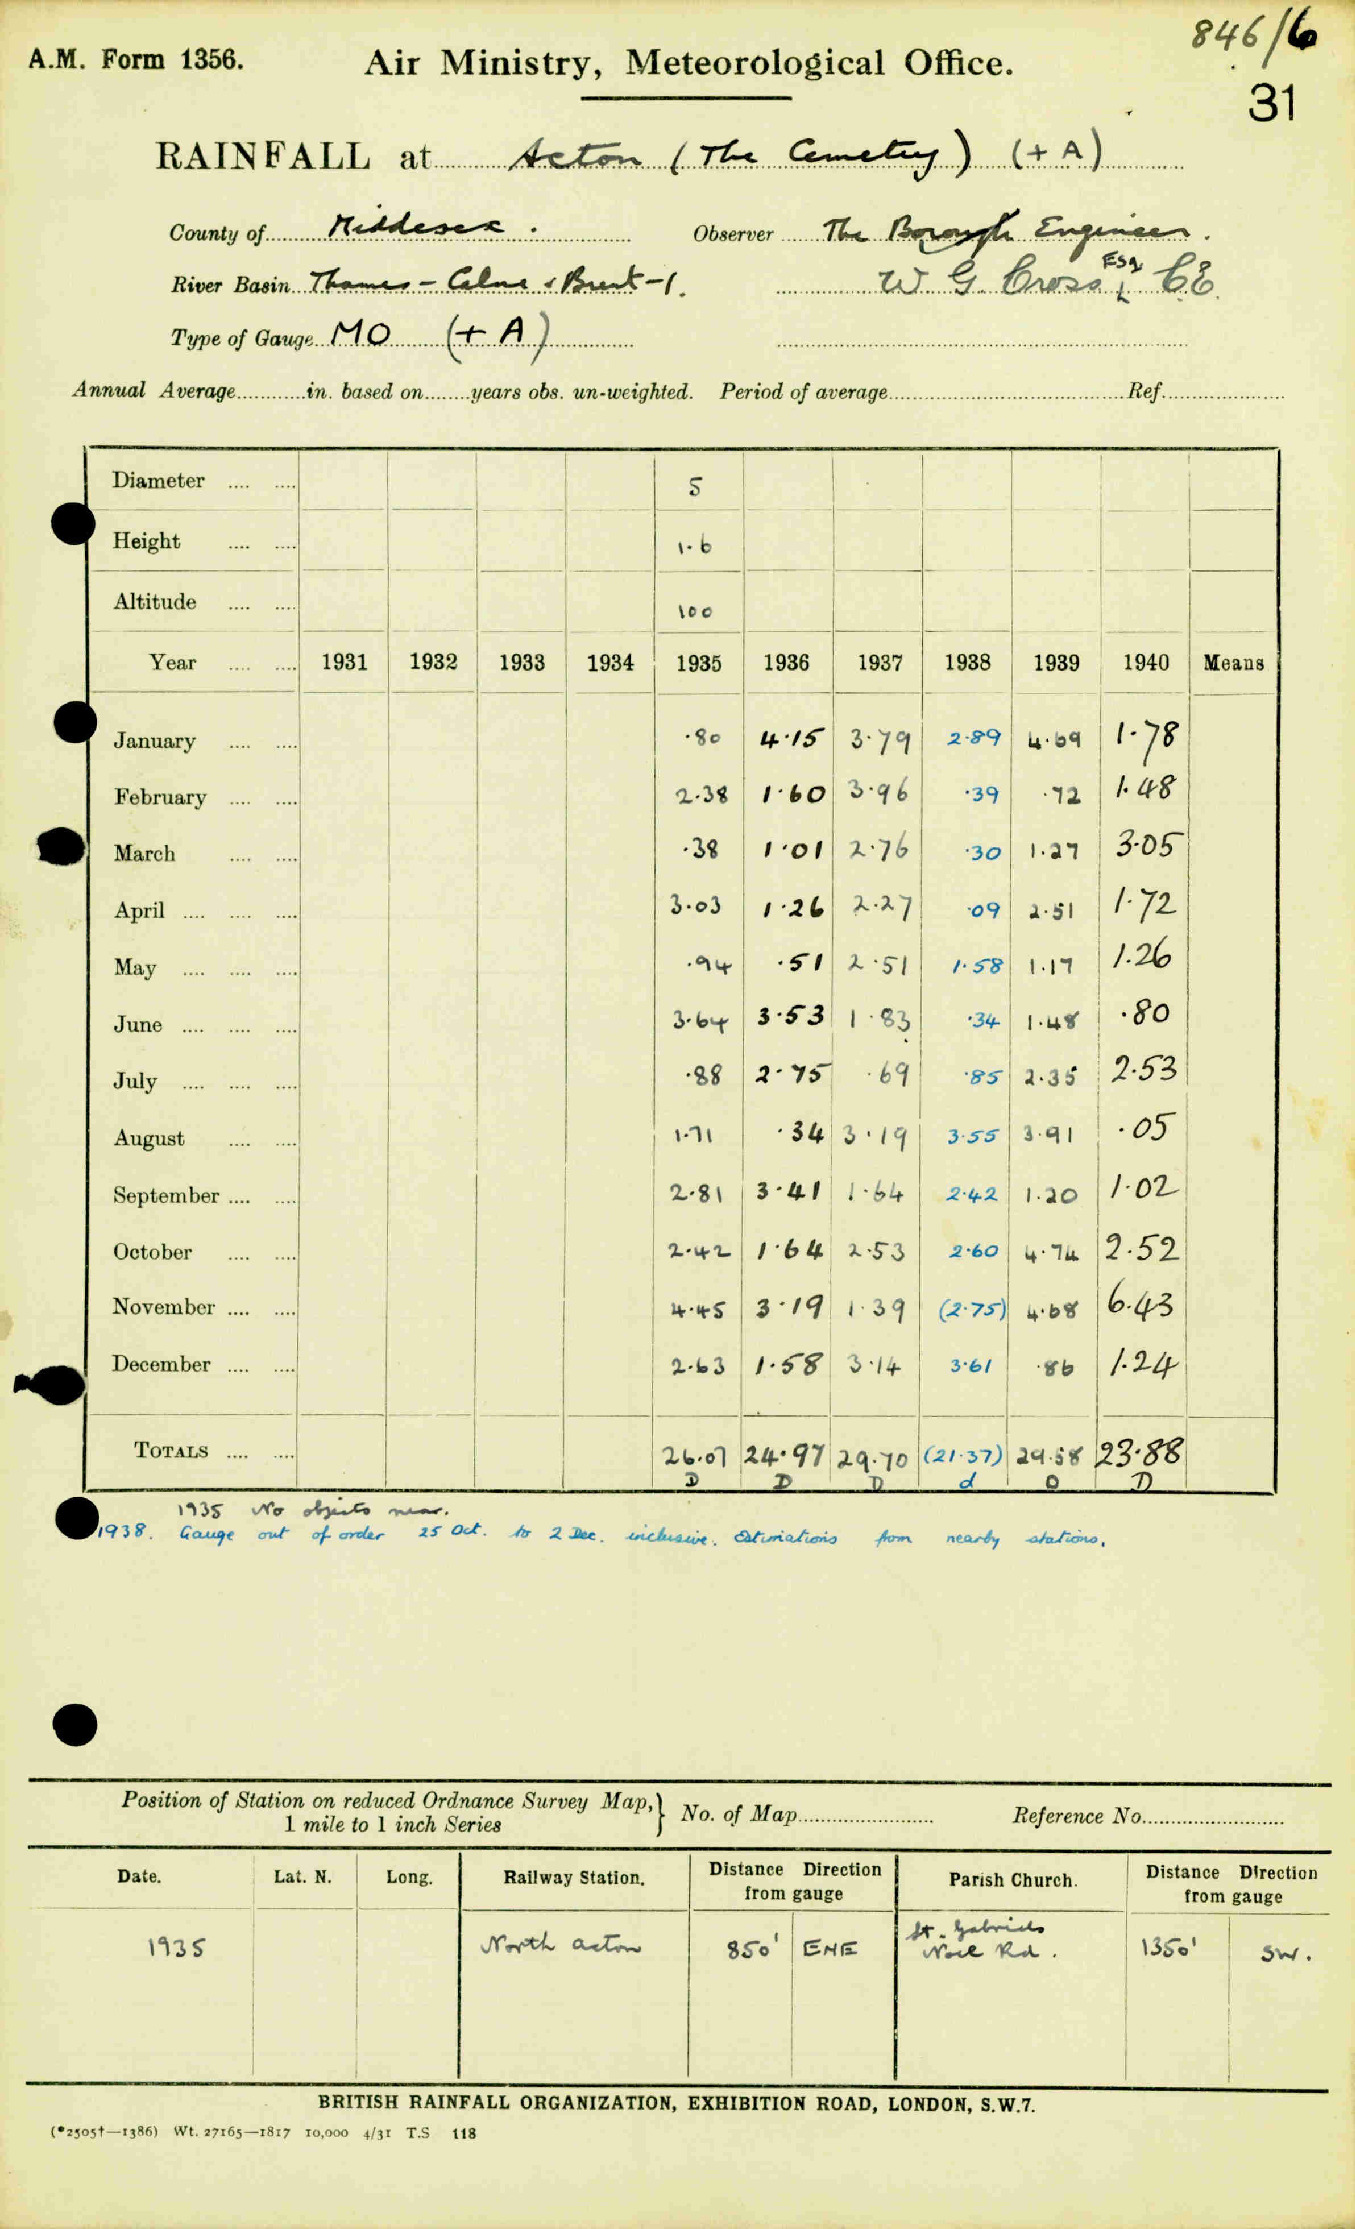 846/6
A.M. Form 1356. Air Ministry, Meteorological Office.
31
RAINFALL at Acton (The Cemetery) (+ A)
County of Middesex. Observer The Borough Engineer.
River Basin Thames - Colne & Brent - 1. W G Cross Esq CE.
Type of Gauge MO (+ A)
Annual Average............in. based on........years obs. un-weighted. Period of average.................... Ref....................
Diameter .... .... 5
Height .... .... 1.6
Altitude .... .... 100
Year .... .... 1931 1932 1933 1934 1935 1936 1937 1938 1939 1940 Means
January .... .... ·80 4·15 3·79 2·89 4·69 1·78
February .... .... 2·38 1·60 3·96 ·39 ·72 1·48
March .... .... ·38 1·01 2·76 ·30 1·27 3·05
April .... .... .... 3·03 1·26 2·27 ·09 2·51 1·72
May .... .... .... ·94 ·51 2·51 1·58 1·17 1·26
June .... .... .... 3·64 3·53 1·83 ·34 1·48 ·80
July .... .... .... ·88 2·75 ·69 ·85 2·35 2·53
August .... .... 1·71 ·34 3·19 3·55 3·91 ·05
September .... .... 2·81 3·41 1·64 2·42 1·20 1·02
October .... .... 2·42 1·64 2·53 2·60 4·74 2·52
November .... .... 4·45 3·19 1·39 (2·75) 4·68 6·43
December .... .... 2·63 1·58 3·14 3·61 ·86 1·24
TOTALS .... .... 26·07 24·97 29·70 (21·37) 29·58 23·88
D D D d D D
1935 No objects near.
1938. Gauge out of order 25 Oct. to 2 Dec. inclusive. Estimations from nearby stations.
Position of Station on reduced Ordnance Survey Map,} No. of Map.................... Reference No....................
1 mile to 1 inch Series
Date. Lat. N. Long. Railway Station. Distance Direction from gauge Parish Church. Distance Direction from gauge
1935 North Acton 850' ENE St. Gabriels 1350' SW.
Noel Rd.
BRITISH RAINFALL ORGANIZATION, EXHIBITION ROAD, LONDON, S.W.7.
(*2505†—1386) Wt. 27165—1817 10,000 4/31 T.S 118